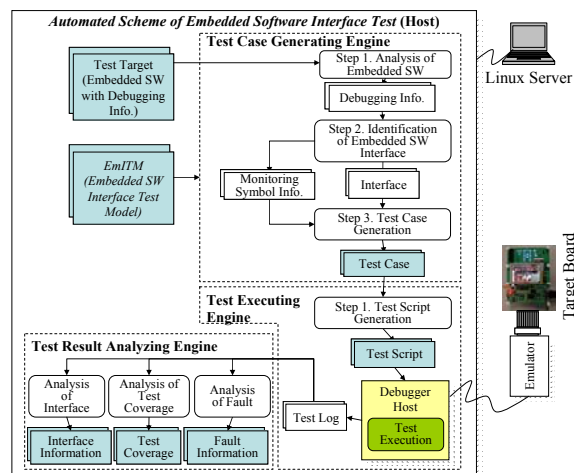 Automated Scheme of Embedded Software Interface Test (Host)
Test Case Generating Engine
Test Target
(Embedded SW
with Debugging
Info.)
Step 1. Analysis of
Embedded SW
Debugging Info.
Step 2. Identification
of Embedded SW
Interface
EmITM
(Embedded SW
Interface Test
Model)
Monitoring
Symbol Info.
Interface
Step 3. Test Case
Generation
Test Case
Linux Server
Test Executing
Engine
Step 1. Test Script
Generation
Test Script
Debugger
Host
Test
Execution
Test Log
Test Result Analyzing Engine
Analysis
of
Interface
Analysis of
Test
Coverage
Analysis
of Fault
Interface
Information
Test
Coverage
Fault
Information
Target Board
Emulator